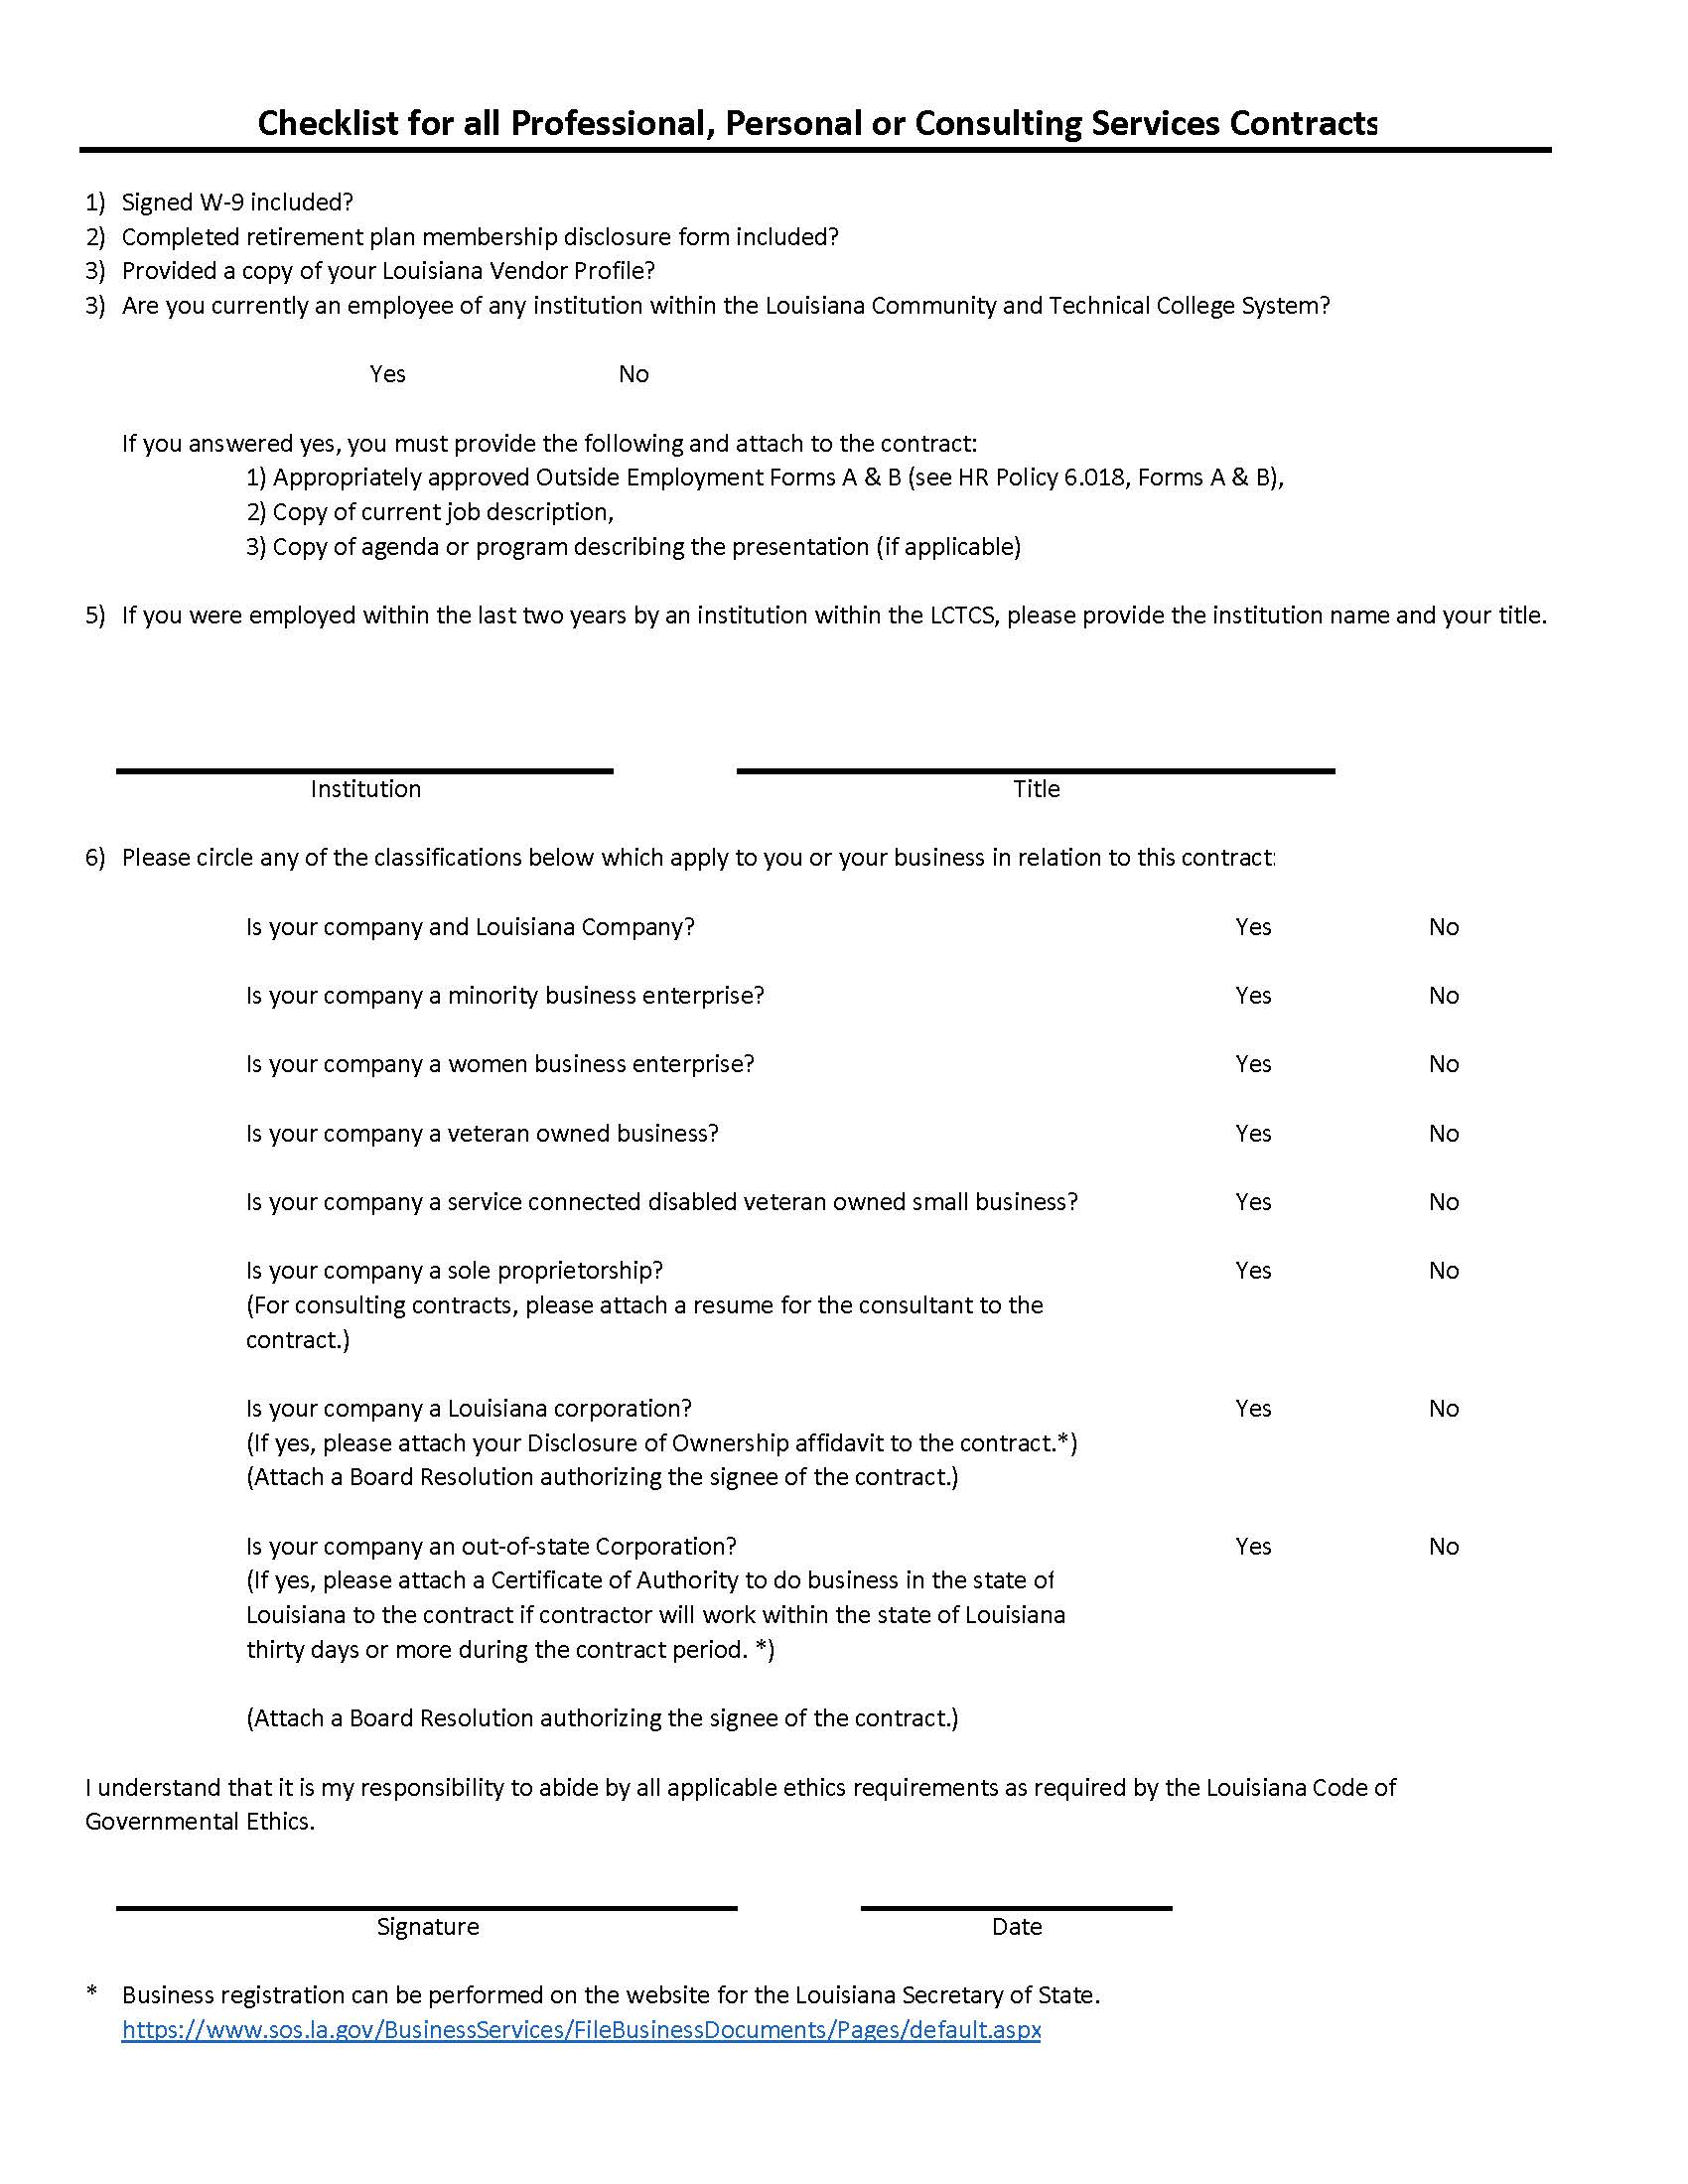 Checklist for all Professional, Personal or Consulting Services Contracts
1) Signed W-9 included?
2) Completed retirement plan membership disclosure form included?
3) Provided a copy of your Louisiana Vendor Profile?
3) Are you currently an employee of any institution within the Louisiana Community and Technical College System?
Yes No
If you answered yes, you must provide the following and attach to the contract:
1) Appropriately approved Outside Employment Forms A & B (see HR Policy 6.018, Forms A & B),
2) Copy of current job description,
3) Copy of agenda or program describing the presentation (if applicable)
5) If you were employed within the last two years by an institution within the LCTCS, please provide the institution name and your title.
Institution Title
6) Please circle any of the classifications below which apply to you or your business in relation to this contract:
Is your company and Louisiana Company? Yes No
Is your company a minority business enterprise? Yes No
Is your company a women business enterprise? Yes No
Is your company a veteran owned business? Yes No
Is your company a service connected disabled veteran owned small business? Yes No
Is your company a sole proprietorship? Yes No
(For consulting contracts, please attach a resume for the consultant to the
contract.)
Is your company a Louisiana corporation? Yes No
(If yes, please attach your Disclosure of Ownership affidavit to the contract.*)
(Attach a Board Resolution authorizing the signee of the contract.)
Is your company an out-of-state Corporation? Yes No
(If yes, please attach a Certificate of Authority to do business in the state of
Louisiana to the contract if contractor will work within the state of Louisiana
thirty days or more during the contract period. *)
(Attach a Board Resolution authorizing the signee of the contract.)
I understand that it is my responsibility to abide by all applicable ethics requirements as required by the Louisiana Code of
Governmental Ethics.
Signature Date
* Business registration can be performed on the website for the Louisiana Secretary of State.
https://www.sos.la.gov/BusinessServices/FileBusinessDocuments/Pages/default.aspx